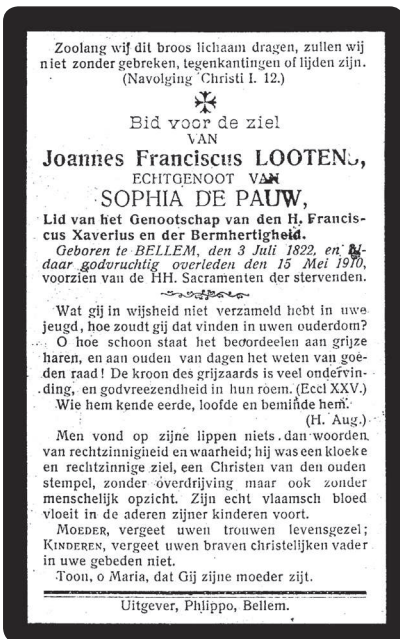 Zoolang wij dit broos lichaam dragen, zullen wij
niet zonder gebreken, tegenkantingen of lijden zijn.
(Navolging Christi I. 12.)
Bid voor de ziel
VAN
Joannes Franciscus LOOTENS,
ECHTGENOOT VAN
SOPHIA DE PAUW,
Lid van het Genootschap van den H. Francis-
cus Xaverius en der Bermhertigheid.
Geboren te BELLEM, den 3 Juli 1822, en al-
daar godvruchtig overleden den 15 Mei 1910,
voorzien van de HH. Sacramenten der stervenden.
Wat gij in wijsheid niet verzameld hebt in uwe
jeugd, hoe zoudt gij dat vinden in uwen ouderdom?
O hoe schoon staat het beoordeelen aan grijze
haren, en aan ouden van dagen het weten van goe-
den raad! De kroon des grijzaards is veel ondervin-
ding, en godvreezendheid in hun roem. (Eccl XXV.)
Wie hem kende eerde, loofde en beminde hem.
(H. Aug.)
Men vond op zijne lippen niets dan woorden
van rechtzinnigheid en waarheid; hij was een kloeke
en rechtzinnige ziel, een Christen van den ouden
stempel, zonder overdrijving maar ook zonder
menschelijk opzicht. Zijn echt vlaamsch bloed
vloeit in de aderen zijner kinderen voort.
MOEDER, vergeet uwen trouwen levensgezel;
KINDEREN, vergeet uwen braven christelijken vader
in uwe gebeden niet.
Toon, o Maria, dat Gij zijne moeder zijt.
Uitgever, Phlippo, Bellem.